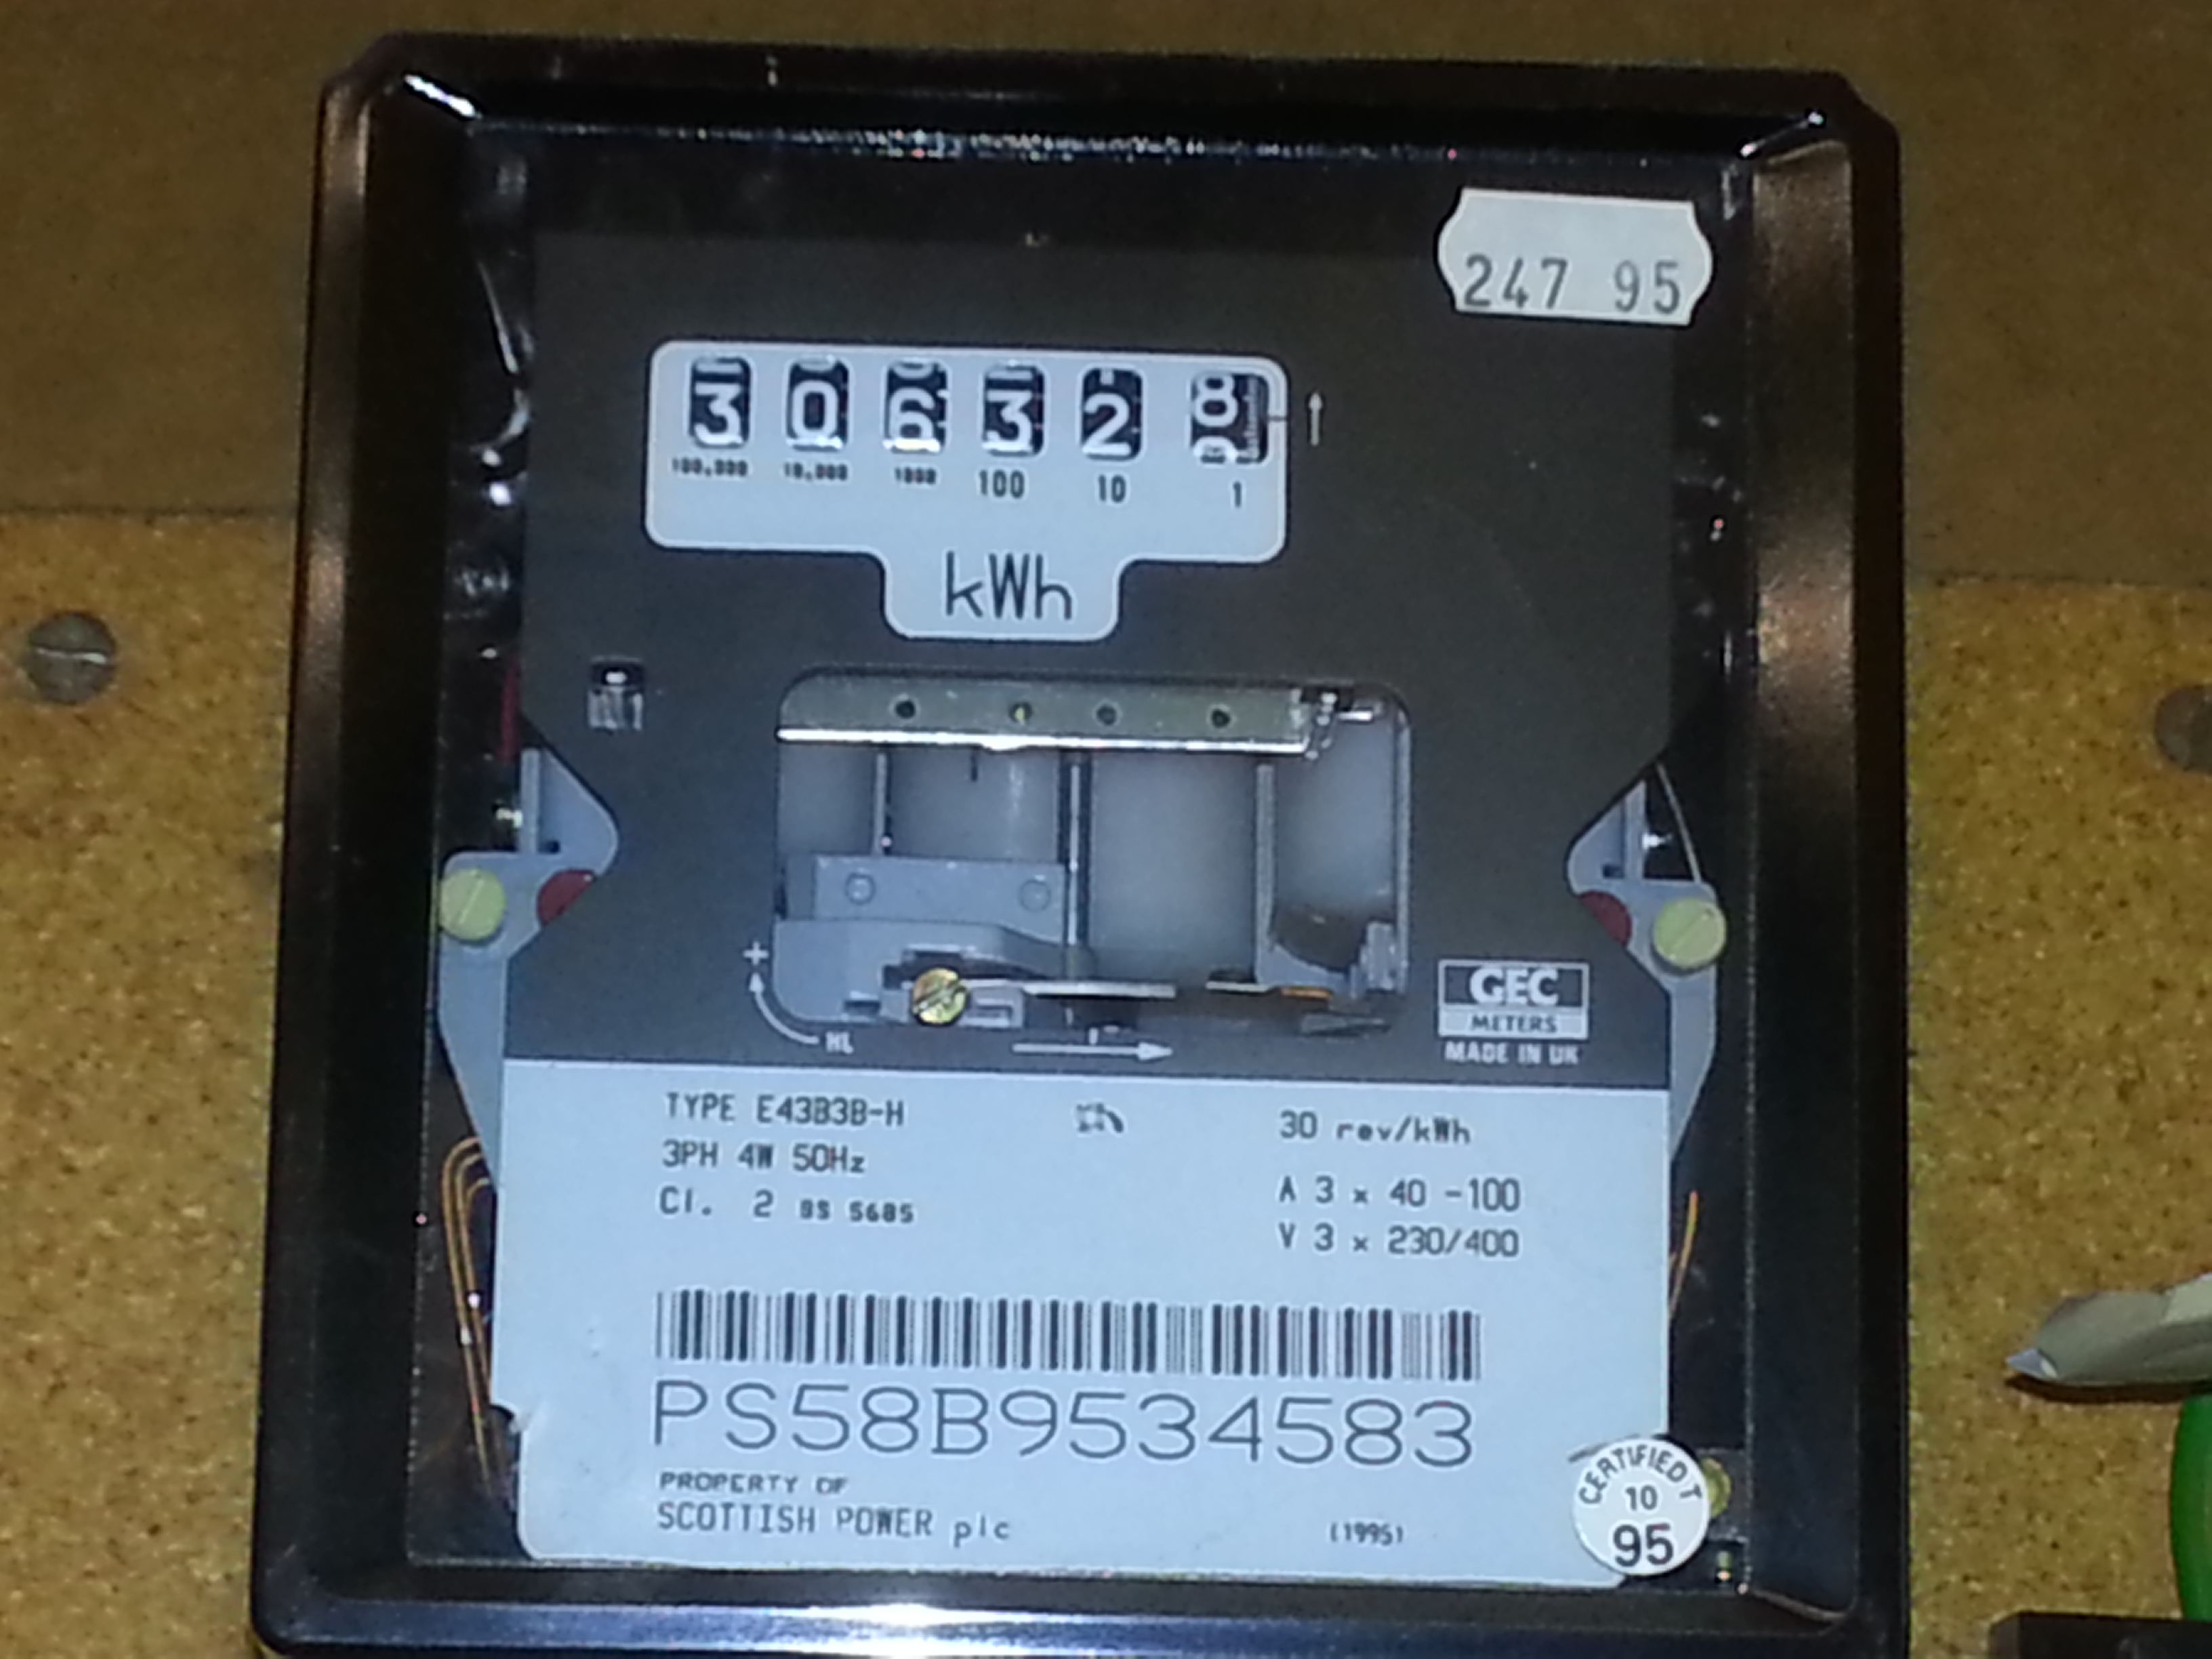 247 95
3 0 6 3 2 8
100,000 10,000 1000 100 10 1
kWh
+
HL
GEC
METERS
MADE IN UK
TYPE E43B3B-H
30 rev/kWh
3PH 4W 50Hz
A 3 x 40 -100
Cl. 2 BS 5685
V 3 x 230/400
PS58B9534583
PROPERTY OF
SCOTTISH POWER plc
(1995)
CERTIFIED T
10
95